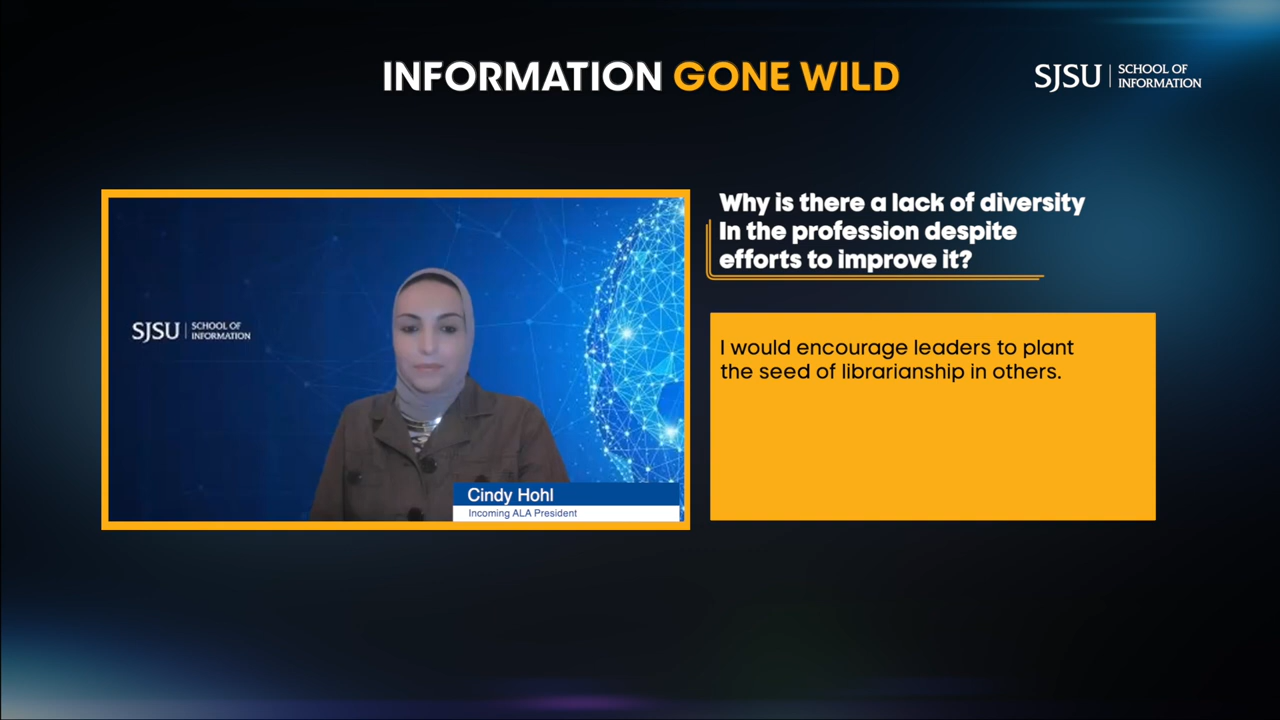 INFORMATION GONE WILD
SJSU | SCHOOL OF
INFORMATION
Why is there a lack of diversity
In the profession despite
efforts to improve it?
SJSU | SCHOOL OF
INFORMATION
I would encourage leaders to plant
the seed of librarianship in others.
Cindy Hohl
Incoming ALA President